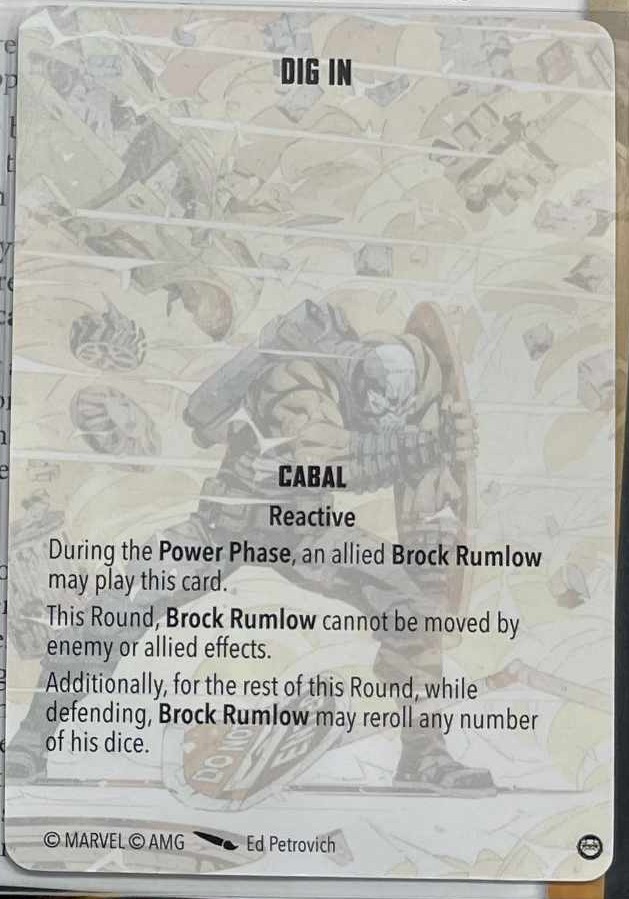 DIG IN
CABAL
Reactive
During the Power Phase, an allied Brock Rumlow
may play this card.
This Round, Brock Rumlow cannot be moved by
enemy or allied effects.
Additionally, for the rest of this Round, while
defending, Brock Rumlow may reroll any number
of his dice.
DO NOT
© MARVEL © AMG Ed Petrovich